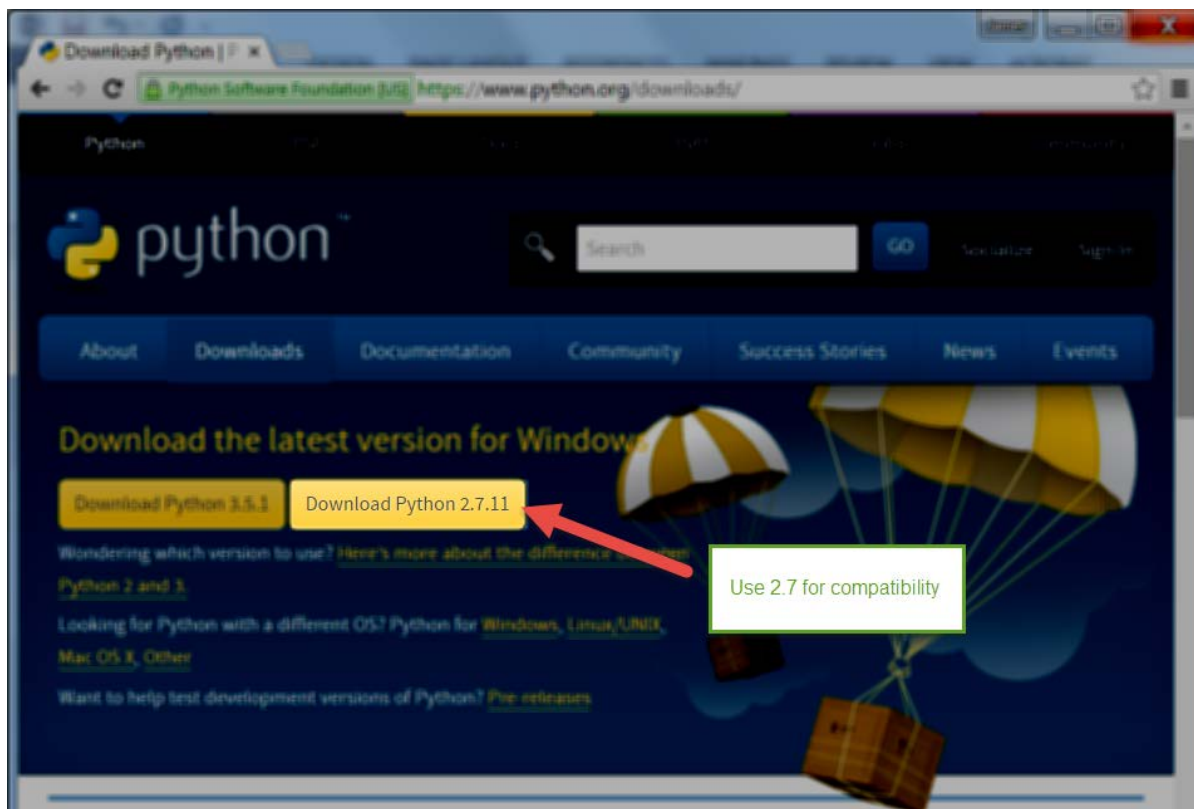 Download Python | P
Python Software Foundation [US] https://www.python.org/downloads/
Python
python™
Search GO Socialize Sign In
About Downloads Documentation Community Success Stories News Events
Download the latest version for Windows
Download Python 3.5.1 Download Python 2.7.11
Wondering which version to use? Here's more about the difference between
Python 2 and 3.
Use 2.7 for compatibility
Looking for Python with a different OS? Python for Windows, Linux/UNIX,
Mac OS X, Other
Want to help test development versions of Python? Pre-releases